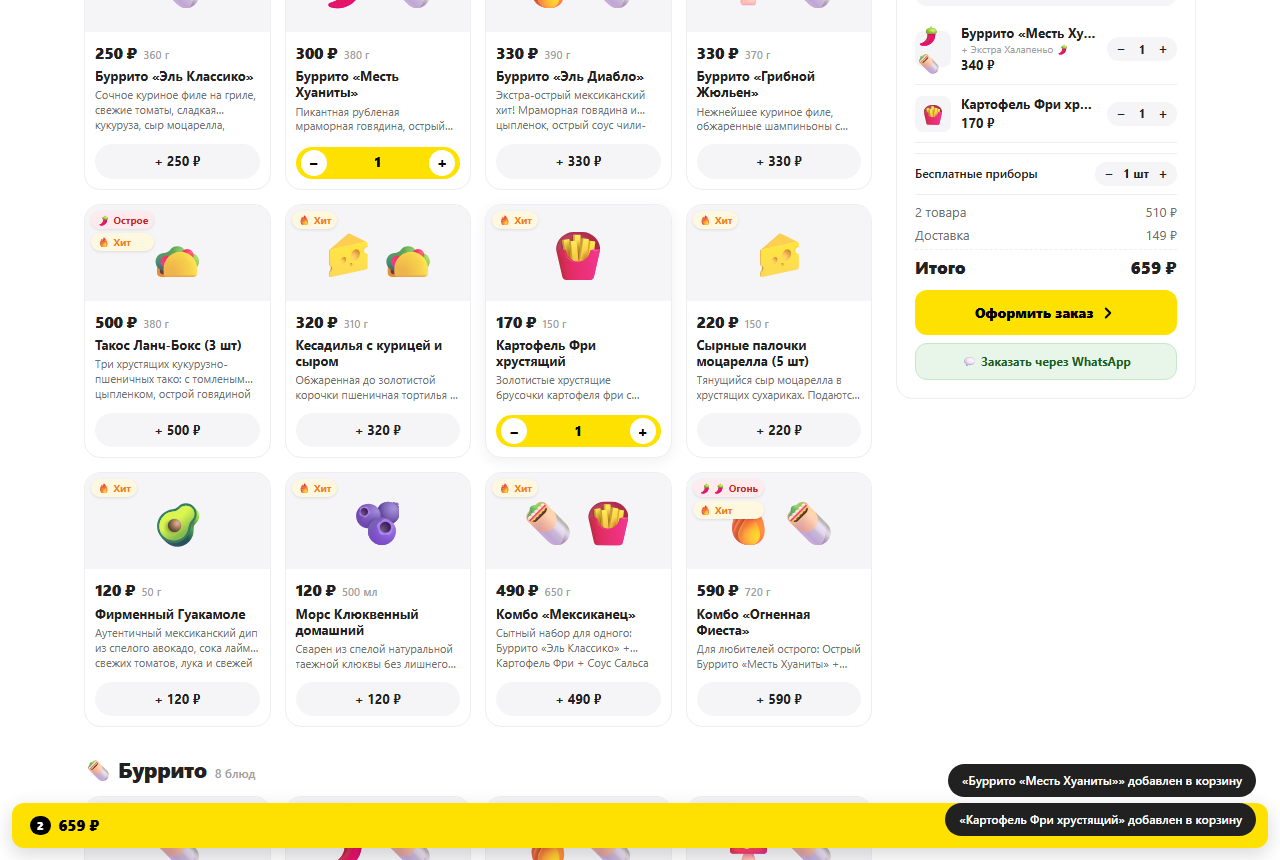 250 ₽ 360 г
Буррито «Эль Классико»
Сочное куриное филе на гриле,
свежие томаты, сладкая...
кукуруза, сыр моцарелла,
+ 250 ₽
300 ₽ 380 г
Буррито «Месть
Хуаниты»
Пикантная рубленая
мраморная говядина, острый...
− 1 +
330 ₽ 390 г
Буррито «Эль Диабло»
Экстра-острый мексиканский
хит! Мраморная говядина и...
цыпленок, острый соус чили-
+ 330 ₽
330 ₽ 370 г
Буррито «Грибной
Жюльен»
Нежнейшее куриное филе,
обжаренные шампиньоны с...
+ 330 ₽
Острое
Хит
500 ₽ 380 г
Такос Ланч-Бокс (3 шт)
Три хрустящих кукурузно-
пшеничных тако: с томленым...
цыпленком, острой говядиной
+ 500 ₽
Хит
320 ₽ 310 г
Кесадилья с курицей и
сыром
Обжаренная до золотистой
корочки пшеничная тортилья ...
+ 320 ₽
Хит
170 ₽ 150 г
Картофель Фри
хрустящий
Золотистые хрустящие
брусочки картофеля фри с...
− 1 +
Хит
220 ₽ 150 г
Сырные палочки
моцарелла (5 шт)
Тянущийся сыр моцарелла в
хрустящих сухариках. Подаютс...
+ 220 ₽
Хит
120 ₽ 50 г
Фирменный Гуакамоле
Аутентичный мексиканский дип
из спелого авокадо, сока лайм...
свежих томатов, лука и свежей
+ 120 ₽
Хит
120 ₽ 500 мл
Морс Клюквенный
домашний
Сварен из спелой натуральной
таежной клюквы без лишнего...
+ 120 ₽
Хит
490 ₽ 650 г
Комбо «Мексиканец»
Сытный набор для одного:
Буррито «Эль Классико» +...
Картофель Фри + Соус Сальса
+ 490 ₽
Огонь
Хит
590 ₽ 720 г
Комбо «Огненная
Фиеста»
Для любителей острого: Острый
Буррито «Месть Хуаниты» +...
+ 590 ₽
Буррито 8 блюд
Буррито «Месть Ху...
+ Экстра Халапеньо
340 ₽
− 1 +
Картофель Фри хр...
170 ₽
− 1 +
Бесплатные приборы − 1 шт +
2 товара 510 ₽
Доставка 149 ₽
Итого 659 ₽
Оформить заказ
Заказать через WhatsApp
«Буррито «Месть Хуаниты»» добавлен в корзину
«Картофель Фри хрустящий» добавлен в корзину
2 659 ₽